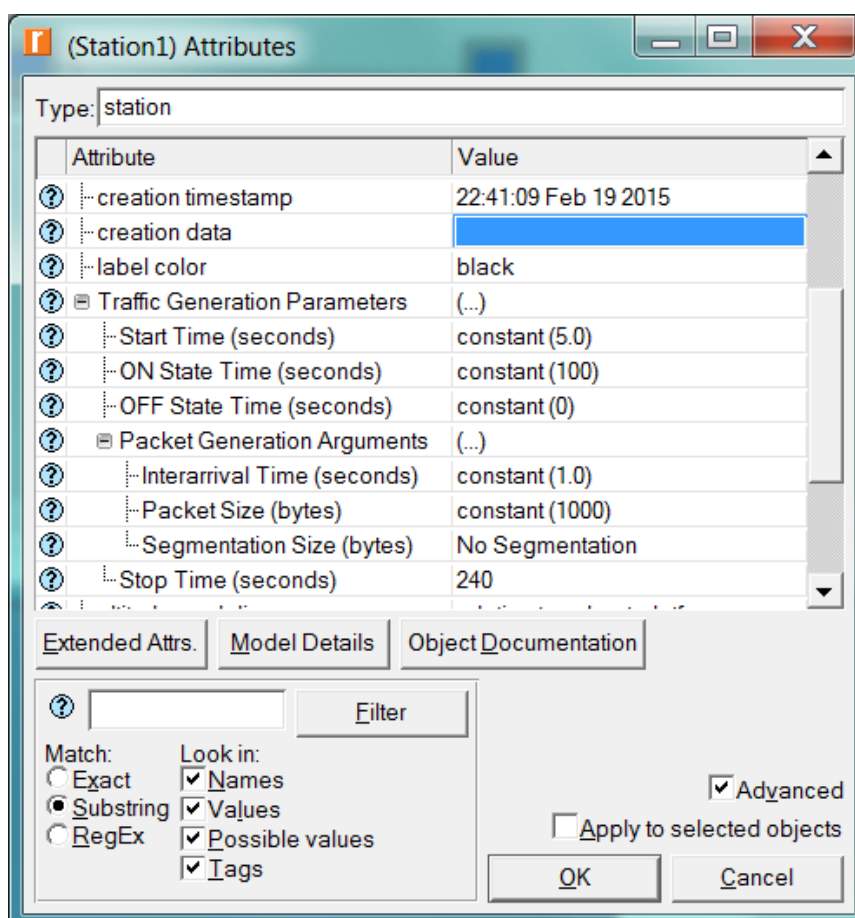 (Station1) Attributes
Type: station
Attribute Value
creation timestamp 22:41:09 Feb 19 2015
creation data
label color black
Traffic Generation Parameters (...)
Start Time (seconds) constant (5.0)
ON State Time (seconds) constant (100)
OFF State Time (seconds) constant (0)
Packet Generation Arguments (...)
Interarrival Time (seconds) constant (1.0)
Packet Size (bytes) constant (1000)
Segmentation Size (bytes) No Segmentation
Stop Time (seconds) 240
Extended Attrs. Model Details Object Documentation
Filter
Match: Look in:
Exact Names
Substring Values
RegEx Possible values
Tags
Advanced
Apply to selected objects
OK Cancel